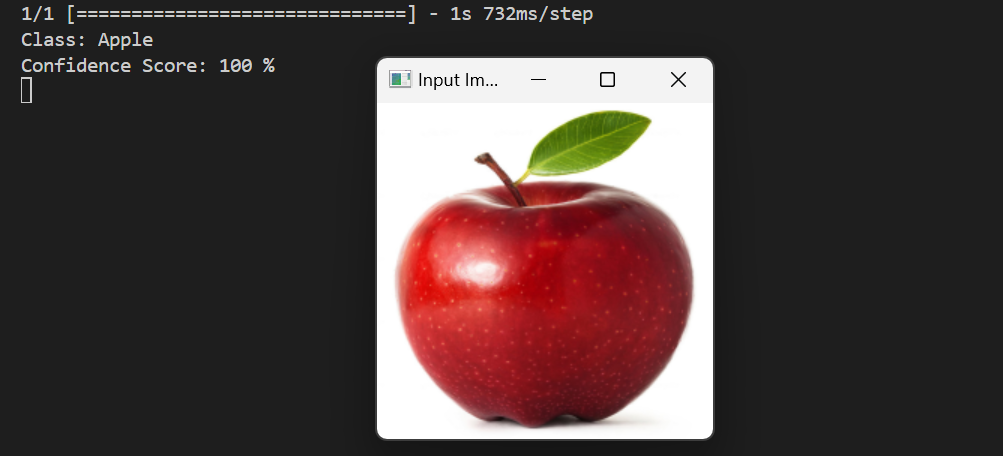 1/1 [==============================] - 1s 732ms/step
Class: Apple
Confidence Score: 100 %
Input Im...